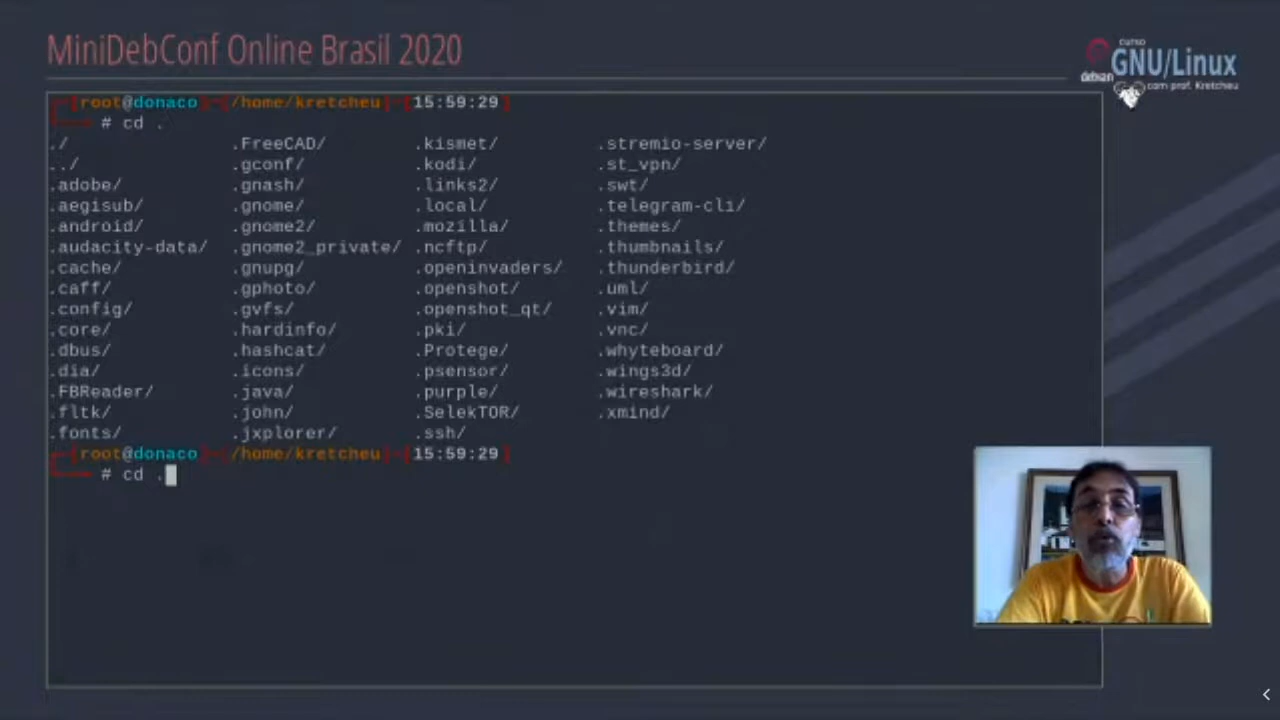 MiniDebConf Online Brasil 2020
curso
GNU/Linux
debian
com prof. Kretcheu
[root@donaco]-[/home/kretcheu]-[15:59:29]
# cd .
./ .FreeCAD/ .kismet/ .stremio-server/
../ .gconf/ .kodi/ .st_vpn/
.adobe/ .gnash/ .links2/ .swt/
.aegisub/ .gnome/ .local/ .telegram-cli/
.android/ .gnome2/ .mozilla/ .themes/
.audacity-data/ .gnome2_private/ .ncftp/ .thumbnails/
.cache/ .gnupg/ .openinvaders/ .thunderbird/
.caff/ .gphoto/ .openshot/ .uml/
.config/ .gvfs/ .openshot_qt/ .vim/
.core/ .hardinfo/ .pki/ .vnc/
.dbus/ .hashcat/ .Protege/ .whyteboard/
.dia/ .icons/ .psensor/ .wings3d/
.FBReader/ .java/ .purple/ .wireshark/
.fltk/ .john/ .SelekTOR/ .xmind/
.fonts/ .jxplorer/ .ssh/
[root@donaco]-[/home/kretcheu]-[15:59:29]
# cd .